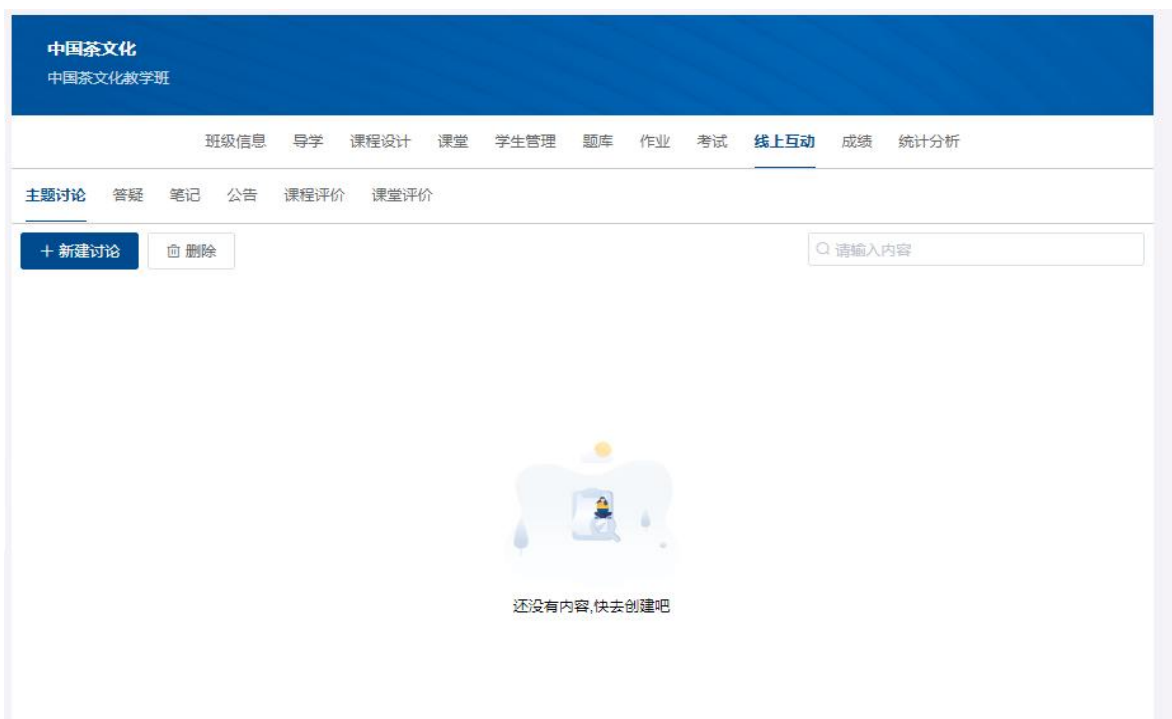 中国茶文化
中国茶文化教学班
班级信息 导学 课程设计 课堂 学生管理 题库 作业 考试 线上互动 成绩 统计分析
主题讨论 答疑 笔记 公告 课程评价 课堂评价
+ 新建讨论 删除 请输入内容
还没有内容,快去创建吧